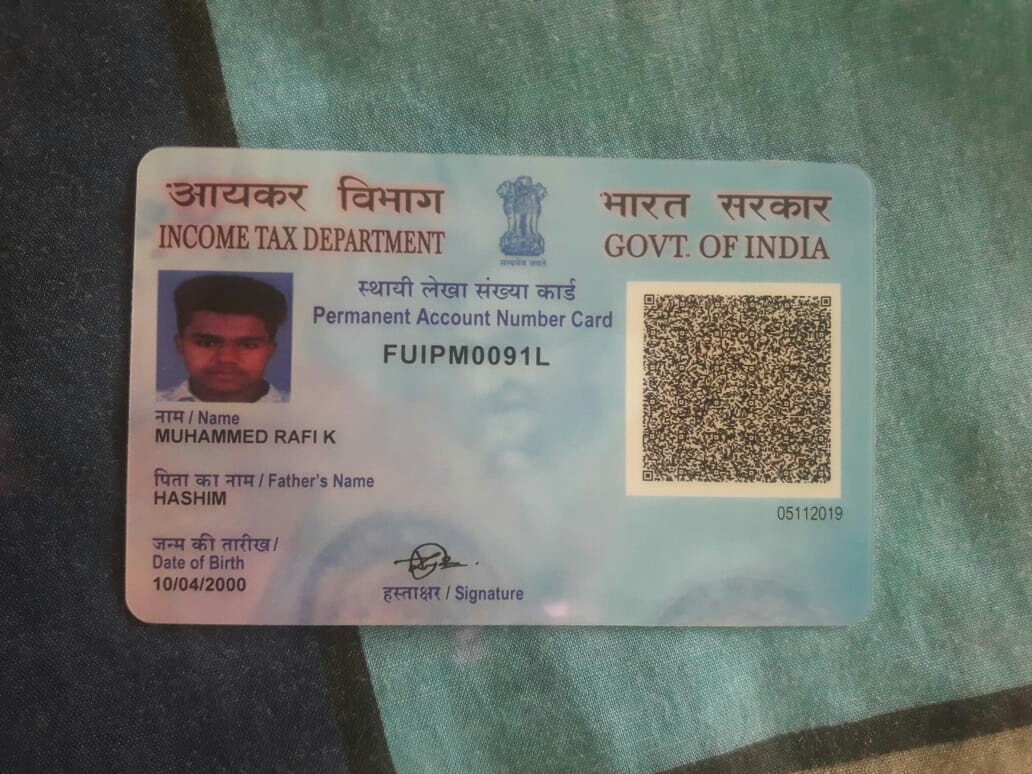 आयकर विभाग
INCOME TAX DEPARTMENT
सत्यमेव जयते
भारत सरकार
GOVT. OF INDIA
स्थायी लेखा संख्या कार्ड
Permanent Account Number Card
FUIPM0091L
नाम / Name
MUHAMMED RAFI K
पिता का नाम / Father's Name
HASHIM
05112019
जन्म की तारीख /
Date of Birth
10/04/2000
हस्ताक्षर / Signature